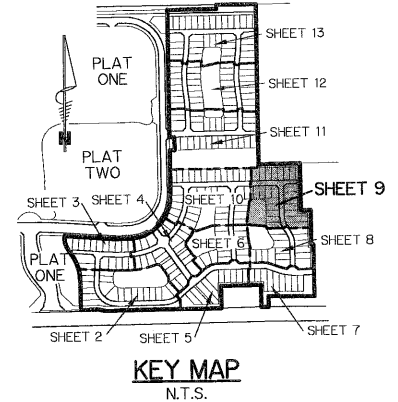 SHEET 13
PLAT
ONE
SHEET 12
SHEET 11
PLAT
TWO
SHEET 9
SHEET 3
SHEET 4
SHEET 10
SHEET 6
SHEET 8
PLAT
ONE
SHEET 2
SHEET 5
SHEET 7
KEY MAP
N.T.S.